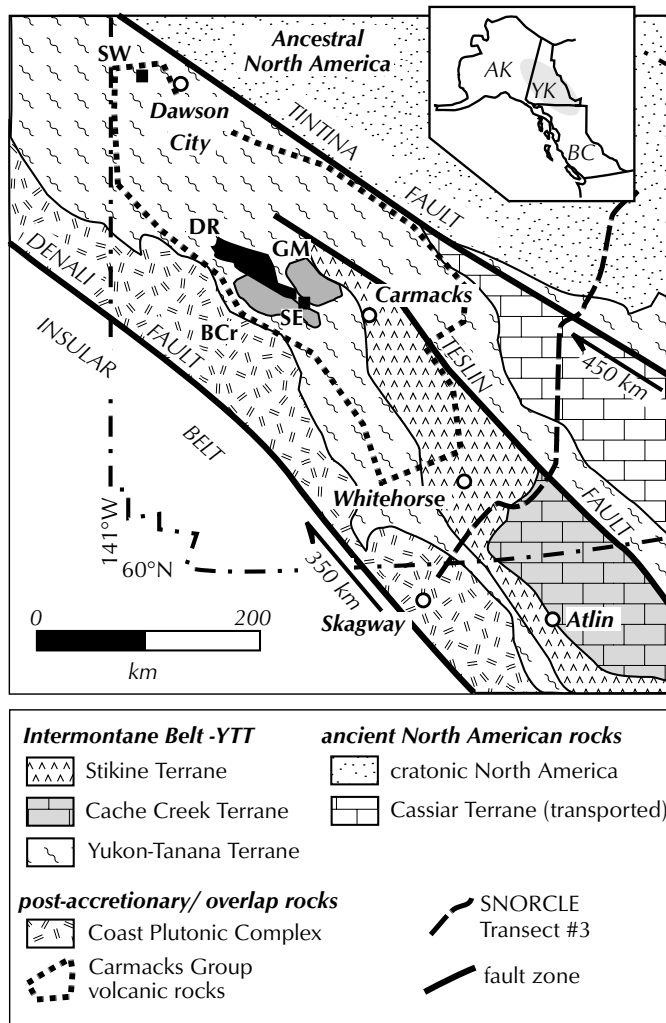 SW
Ancestral
North America
AK
YK
BC
Dawson
City
TINTINA
FAULT
DR
GM
DENALI
FAULT
Carmacks
SE
BCr
INSULAR
BELT
TESLIN
FAULT
450 km
Whitehorse
141°W
60°N
350 km
0 200
km
Skagway
Atlin
Intermontane Belt -YTT
Stikine Terrane
Cache Creek Terrane
Yukon-Tanana Terrane
ancient North American rocks
cratonic North America
Cassiar Terrane (transported)
post-accretionary/ overlap rocks
Coast Plutonic Complex
Carmacks Group
volcanic rocks
SNORCLE
Transect #3
fault zone